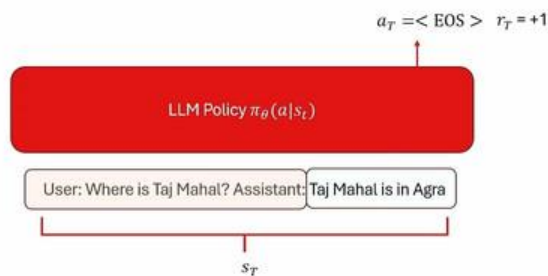 a_T =< EOS > r_T = +1
LLM Policy π_θ(a|s_t)
User: Where is Taj Mahal? Assistant: Taj Mahal is in Agra
s_T